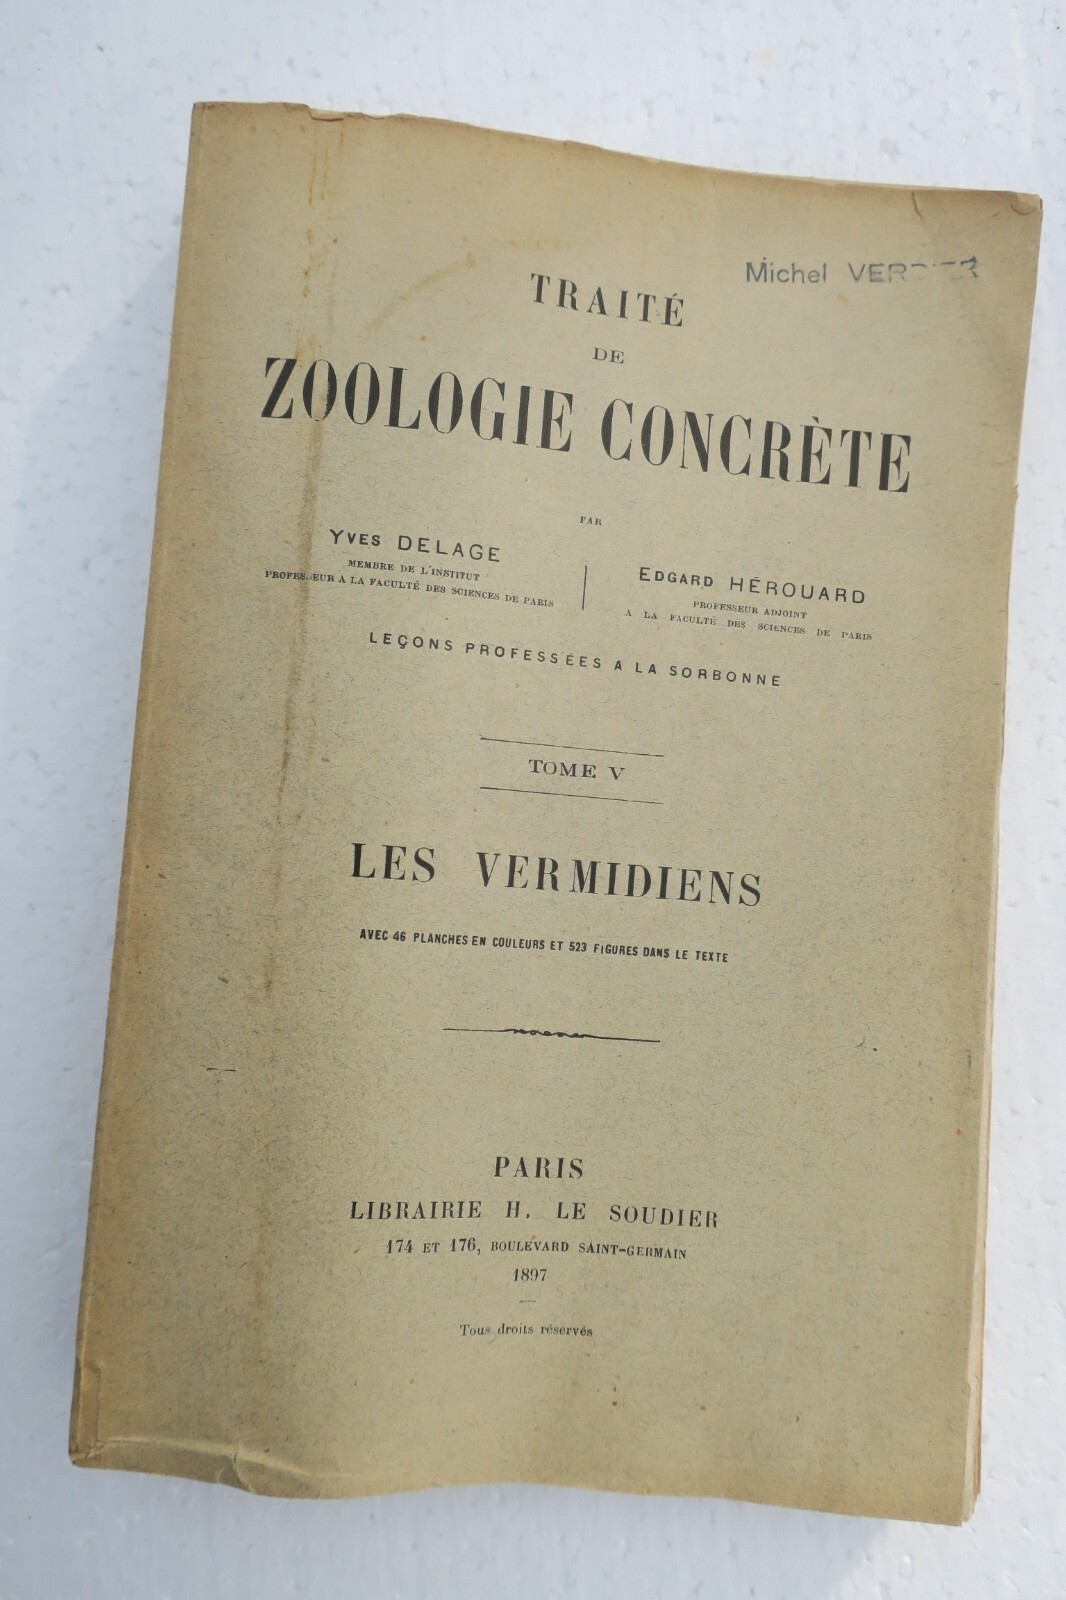 Michel
TRAITÉ
DE
ZOOLOGIE CONCRÈTE
PAR
YVES DELAGE
MEMBRE DE L'INSTITUT
PROFESSEUR A LA FACULTÉ DES SCIENCES DE PARIS
EDGARD HÉROUARD
PROFESSEUR ADJOINT
A LA FACULTÉ DES SCIENCES DE PARIS
LEÇONS PROFESSÉES A LA SORBONNE
TOME V
LES VERMIDIENS
AVEC 46 PLANCHES EN COULEURS ET 523 FIGURES DANS LE TEXTE
PARIS
LIBRAIRIE H. LE SOUDIER
174 ET 176, BOULEVARD SAINT-GERMAIN
1897
Tous droits réservés